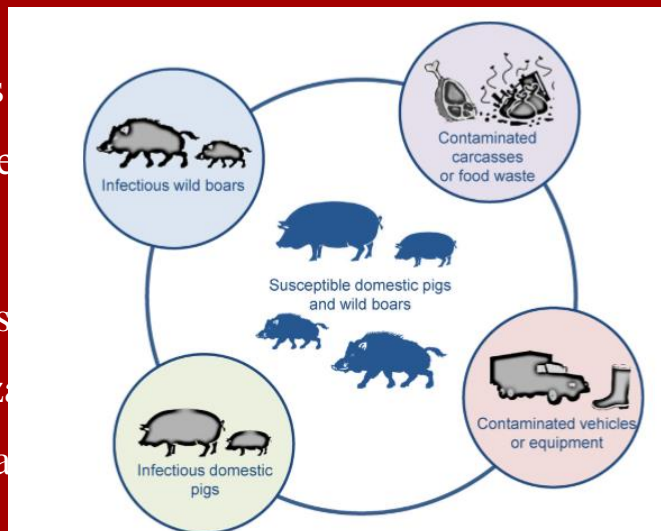 Infectious wild boars
Contaminated
carcasses
or food waste
Susceptible domestic pigs
and wild boars
Infectious domestic
pigs
Contaminated vehicles
or equipment